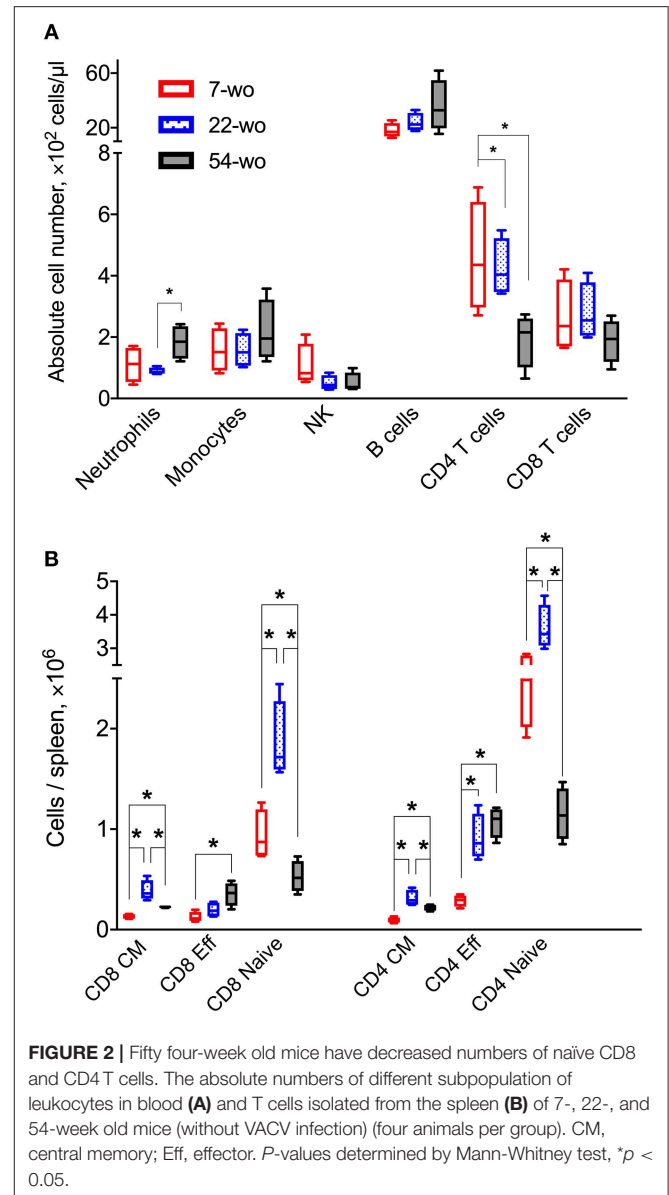 A
Absolute cell number, ×10² cells/µl
60
20
8
6
4
2
0
7-wo
22-wo
54-wo
*
*
*
Neutrophils
Monocytes
NK
B cells
CD4 T cells
CD8 T cells
B
Cells / spleen, ×10⁶
5
4
3
2
1
0
*
* *
*
*
* *
*
* *
*
*
*
* *
CD8 CM
CD8 Eff
CD8 Naive
CD4 CM
CD4 Eff
CD4 Naive
FIGURE 2 | Fifty four-week old mice have decreased numbers of naïve CD8
and CD4 T cells. The absolute numbers of different subpopulation of
leukocytes in blood (A) and T cells isolated from the spleen (B) of 7-, 22-, and
54-week old mice (without VACV infection) (four animals per group). CM,
central memory; Eff, effector. P-values determined by Mann-Whitney test, *p <
0.05.